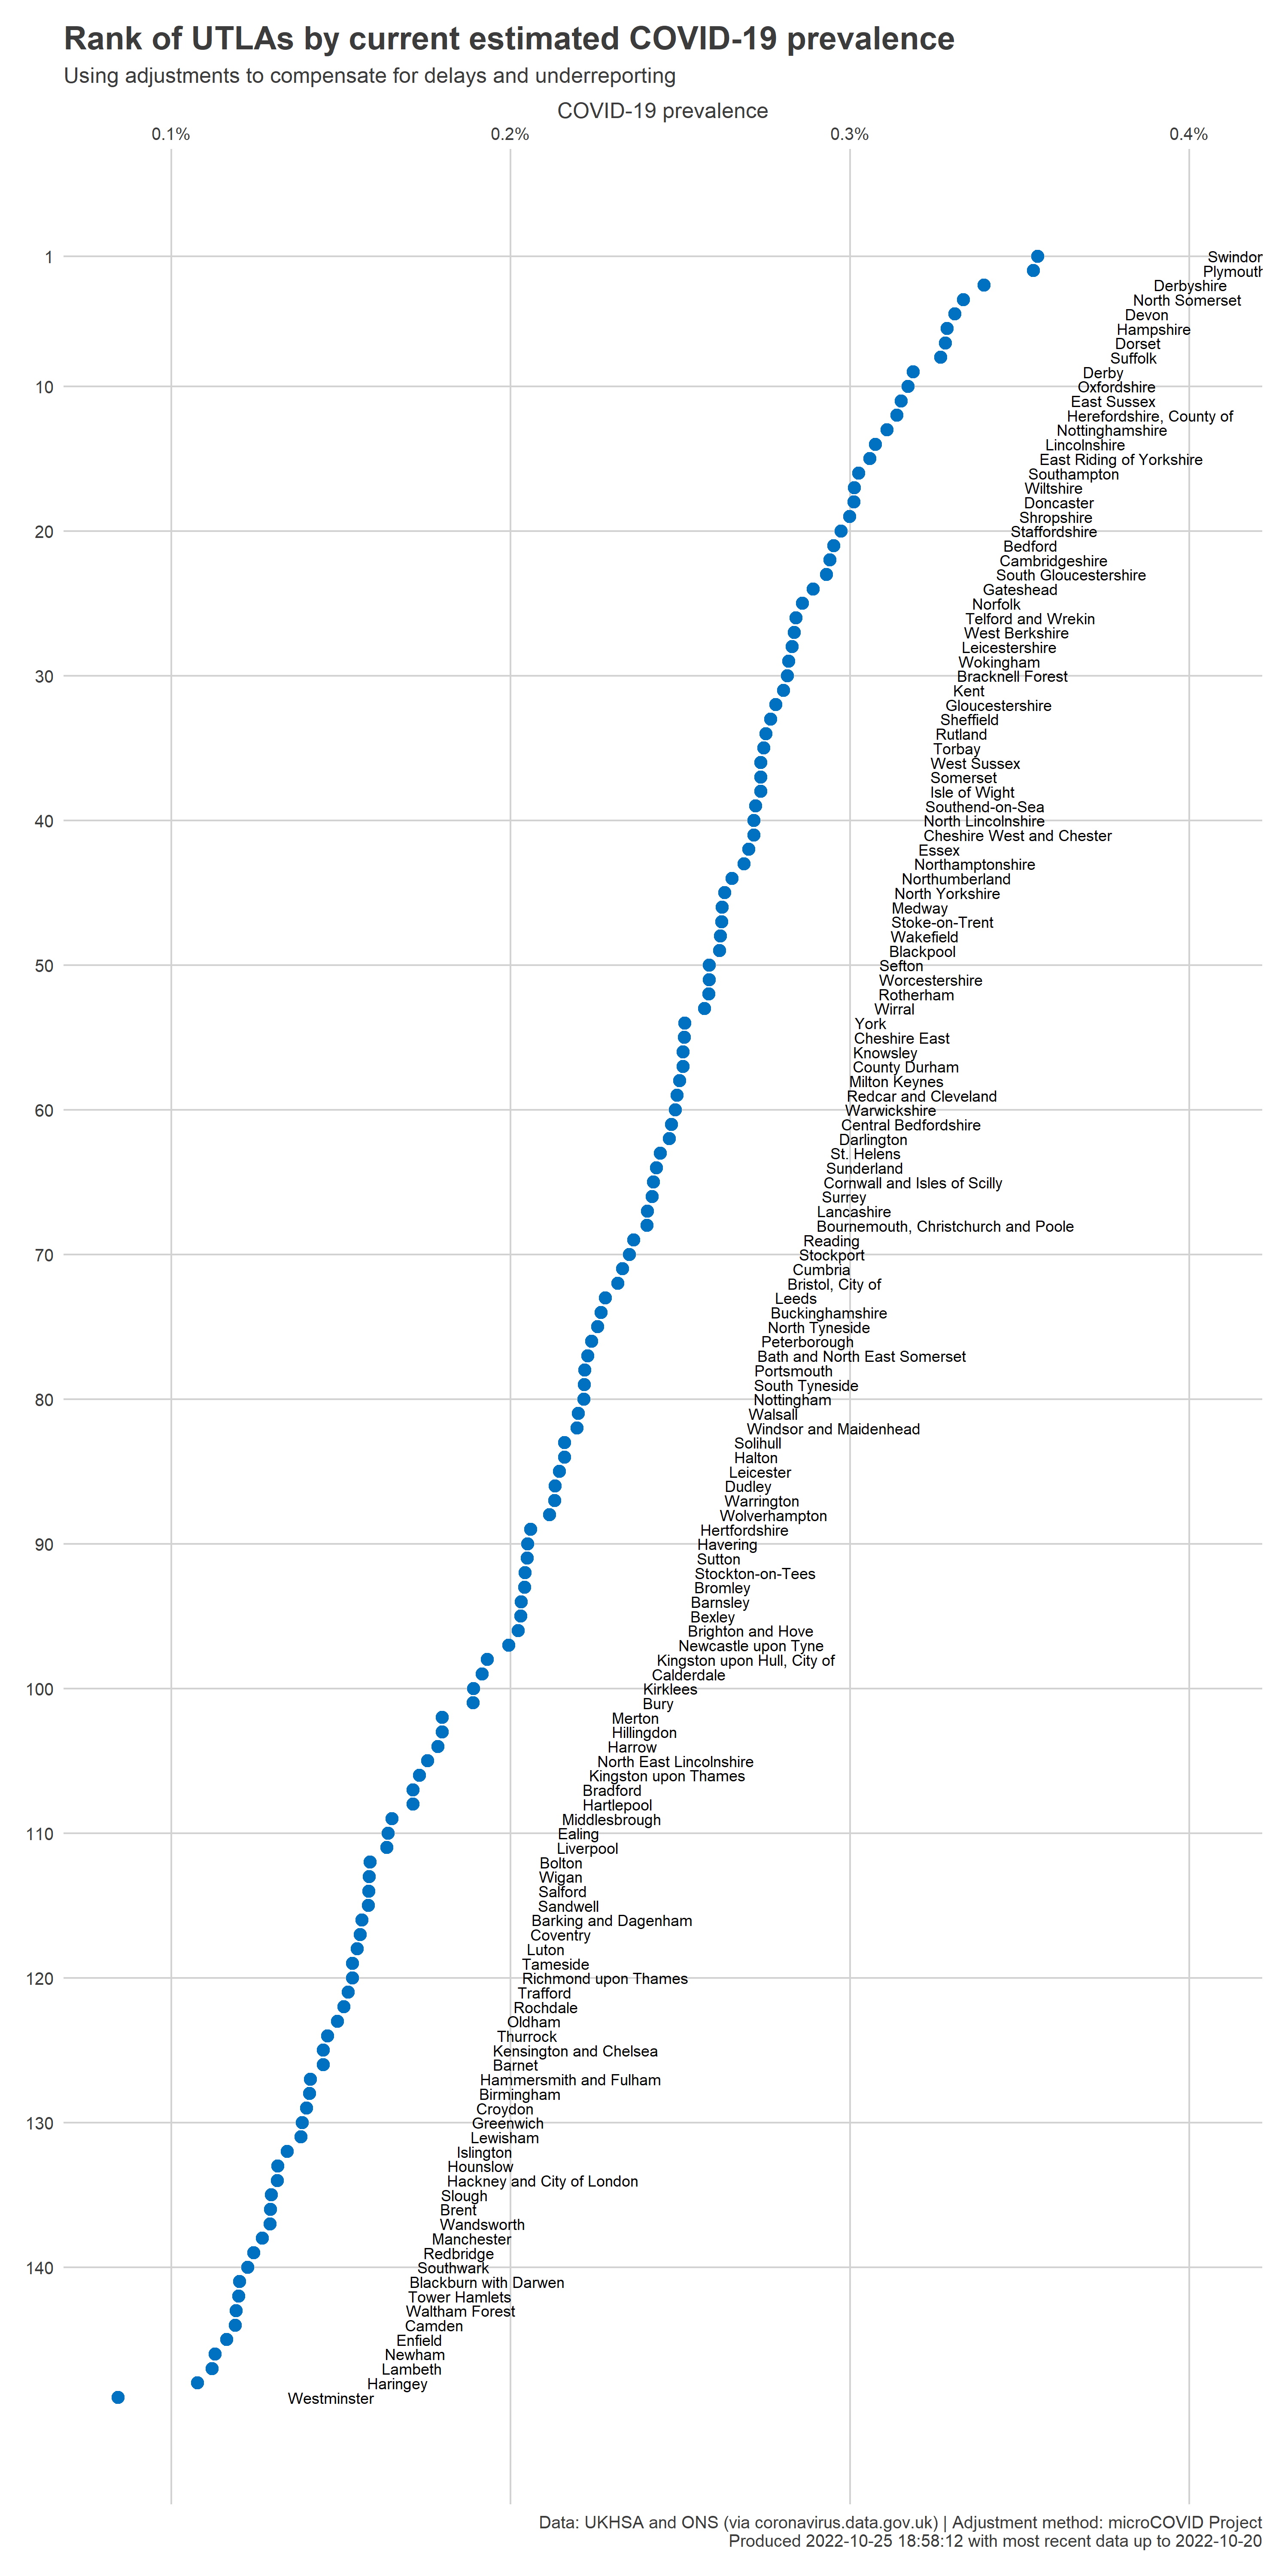 Rank of UTLAs by current estimated COVID-19 prevalence
Using adjustments to compensate for delays and underreporting
COVID-19 prevalence
0.1% 0.2% 0.3% 0.4%
1 Swindon
Plymouth
Derbyshire
North Somerset
Devon
Hampshire
Dorset
Suffolk
Derby
10 Oxfordshire
East Sussex
Herefordshire, County of
Nottinghamshire
Lincolnshire
East Riding of Yorkshire
Southampton
Wiltshire
Doncaster
Shropshire
20 Staffordshire
Bedford
Cambridgeshire
South Gloucestershire
Gateshead
Norfolk
Telford and Wrekin
West Berkshire
Leicestershire
Wokingham
30 Bracknell Forest
Kent
Gloucestershire
Sheffield
Rutland
Torbay
West Sussex
Somerset
Isle of Wight
Southend-on-Sea
40 North Lincolnshire
Cheshire West and Chester
Essex
Northamptonshire
Northumberland
North Yorkshire
Medway
Stoke-on-Trent
Wakefield
Blackpool
50 Sefton
Worcestershire
Rotherham
Wirral
York
Cheshire East
Knowsley
County Durham
Milton Keynes
Redcar and Cleveland
60 Warwickshire
Central Bedfordshire
Darlington
St. Helens
Sunderland
Cornwall and Isles of Scilly
Surrey
Lancashire
Bournemouth, Christchurch and Poole
Reading
70 Stockport
Cumbria
Bristol, City of
Leeds
Buckinghamshire
North Tyneside
Peterborough
Bath and North East Somerset
Portsmouth
South Tyneside
80 Nottingham
Walsall
Windsor and Maidenhead
Solihull
Halton
Leicester
Dudley
Warrington
Wolverhampton
Hertfordshire
90 Havering
Sutton
Stockton-on-Tees
Bromley
Barnsley
Bexley
Brighton and Hove
Newcastle upon Tyne
Kingston upon Hull, City of
Calderdale
100 Kirklees
Bury
Merton
Hillingdon
Harrow
North East Lincolnshire
Kingston upon Thames
Bradford
Hartlepool
Middlesbrough
110 Ealing
Liverpool
Bolton
Wigan
Salford
Sandwell
Barking and Dagenham
Coventry
Luton
Tameside
120 Richmond upon Thames
Trafford
Rochdale
Oldham
Thurrock
Kensington and Chelsea
Barnet
Hammersmith and Fulham
Birmingham
Croydon
130 Greenwich
Lewisham
Islington
Hounslow
Hackney and City of London
Slough
Brent
Wandsworth
Manchester
Redbridge
140 Southwark
Blackburn with Darwen
Tower Hamlets
Waltham Forest
Camden
Enfield
Newham
Lambeth
Haringey
Westminster
Data: UKHSA and ONS (via coronavirus.data.gov.uk) | Adjustment method: microCOVID Project
Produced 2022-10-25 18:58:12 with most recent data up to 2022-10-20